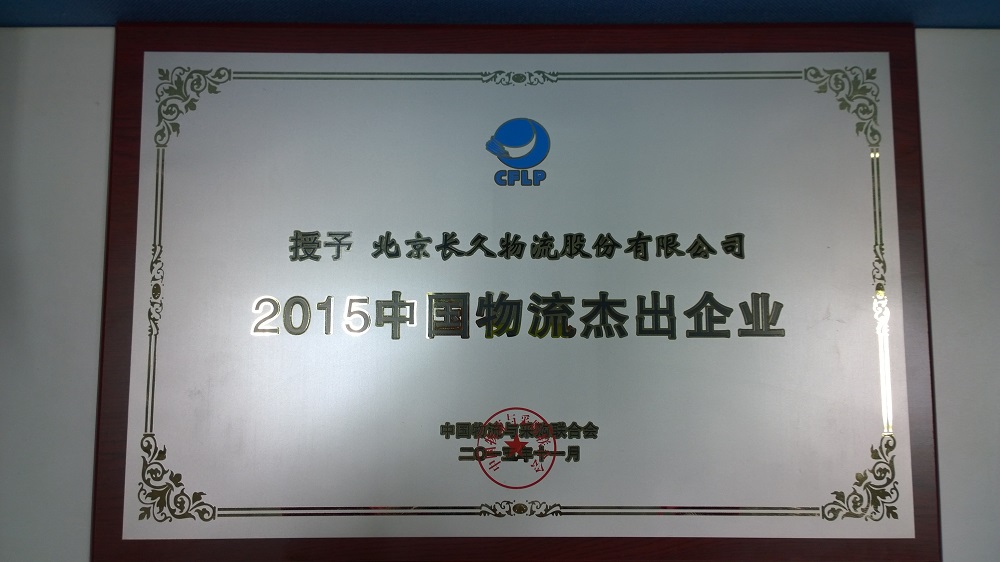 CFLP
授予 北京长久物流股份有限公司
2015中国物流杰出企业
中国物流与采购联合会
二〇一五年十一月